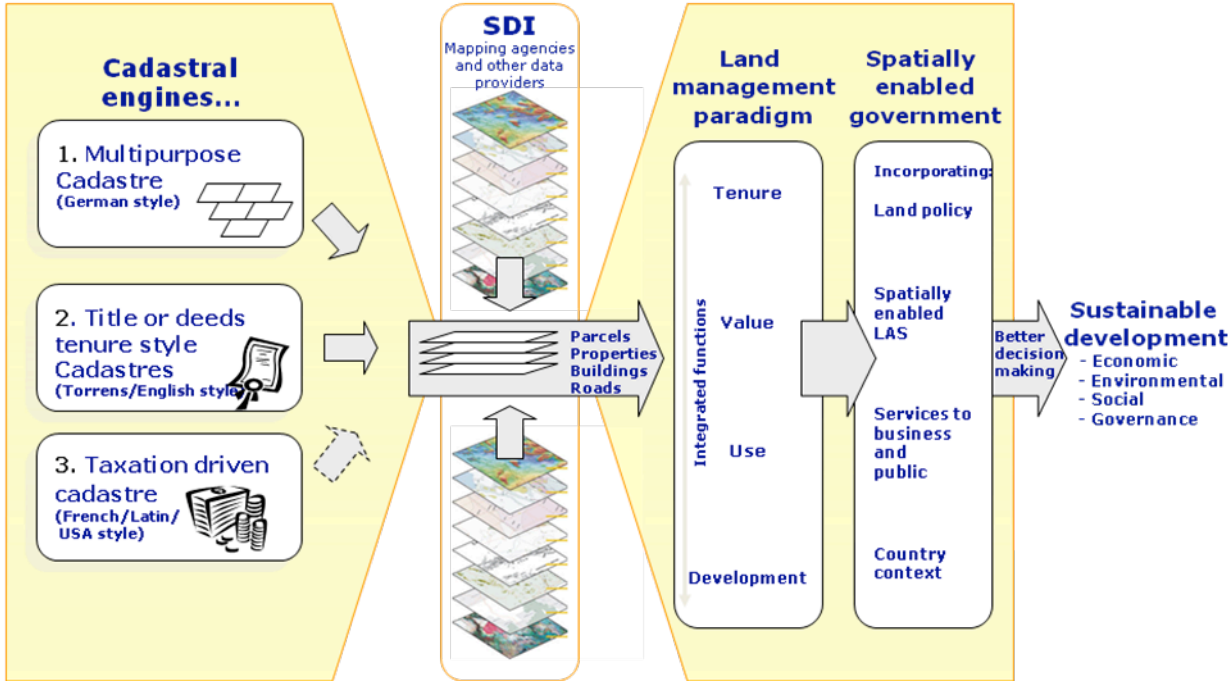 Cadastral
engines...
1. Multipurpose
Cadastre
(German style)
2. Title or deeds
tenure style
Cadastres
(Torrens/English style)
3. Taxation driven
cadastre
(French/Latin/
USA style)
SDI
Mapping agencies
and other data
providers
Parcels
Properties
Buildings
Roads
Land
management
paradigm
Integrated functions
Tenure
Value
Use
Development
Spatially
enabled
government
Incorporating:
Land policy
Spatially
enabled
LAS
Services to
business
and
public
Country
context
Better
decision
making
Sustainable
development
- Economic
- Environmental
- Social
- Governance